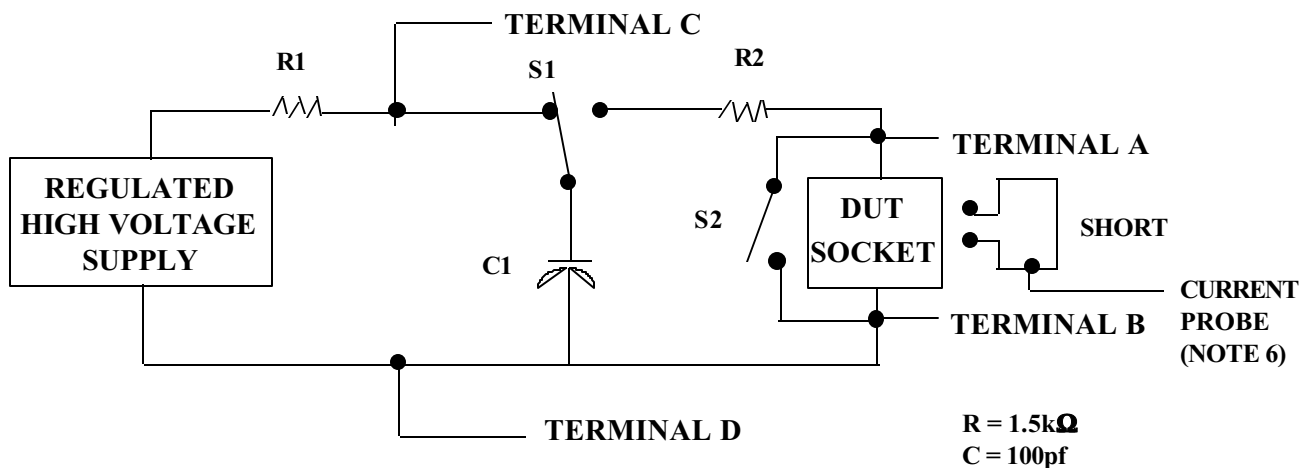 TERMINAL C
R1
S1
R2
TERMINAL A
REGULATED
HIGH VOLTAGE
SUPPLY
DUT
SOCKET
S2
SHORT
C1
CURRENT
PROBE
(NOTE 6)
TERMINAL B
TERMINAL D
R = 1.5kΩ
C = 100pf